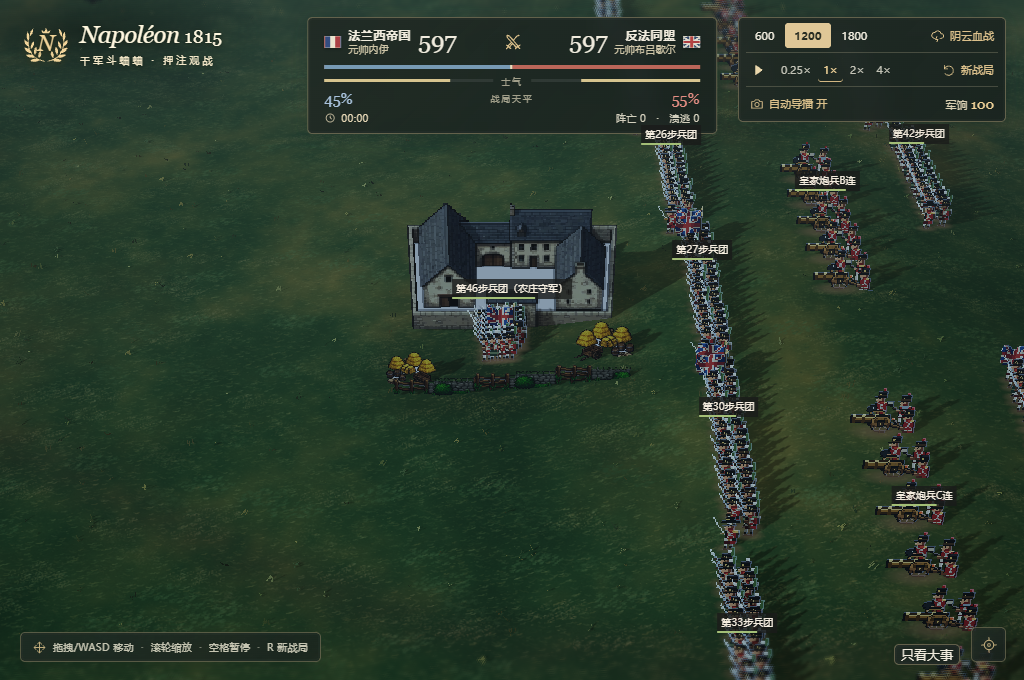 Napoléon 1815
千军斗蛐蛐 · 押注观战
法兰西帝国
元帅内伊
597
597
反法同盟
元帅布吕歇尔
士气
45%
战局天平
55%
00:00
阵亡 0 · 溃逃 0
600 1200 1800
阴云血战
0.25× 1× 2× 4×
新战局
自动导播 开
军饷 100
第26步兵团
第42步兵团
皇家炮兵B连
第27步兵团
第46步兵团（农庄守军）
第30步兵团
皇家炮兵C连
第33步兵团
拖拽/WASD 移动 · 滚轮缩放 · 空格暂停 · R 新战局
只看大事